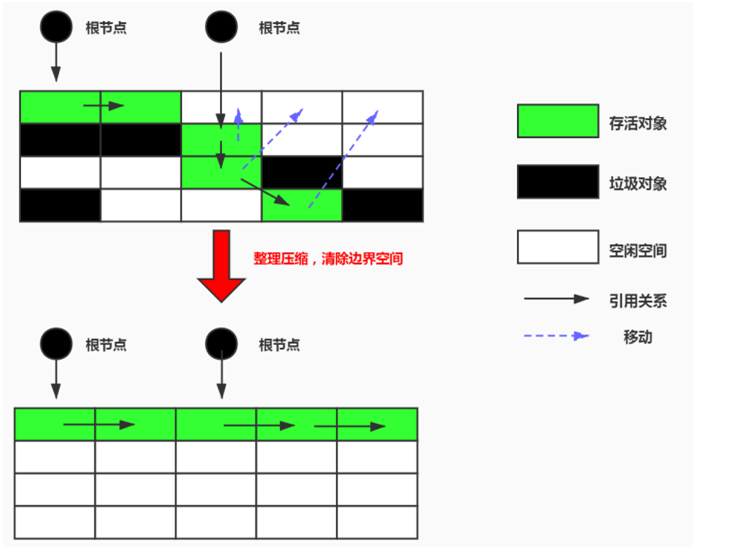 根节点
根节点
存活对象
垃圾对象
空闲空间
整理压缩，清除边界空间
引用关系
移动
根节点
根节点